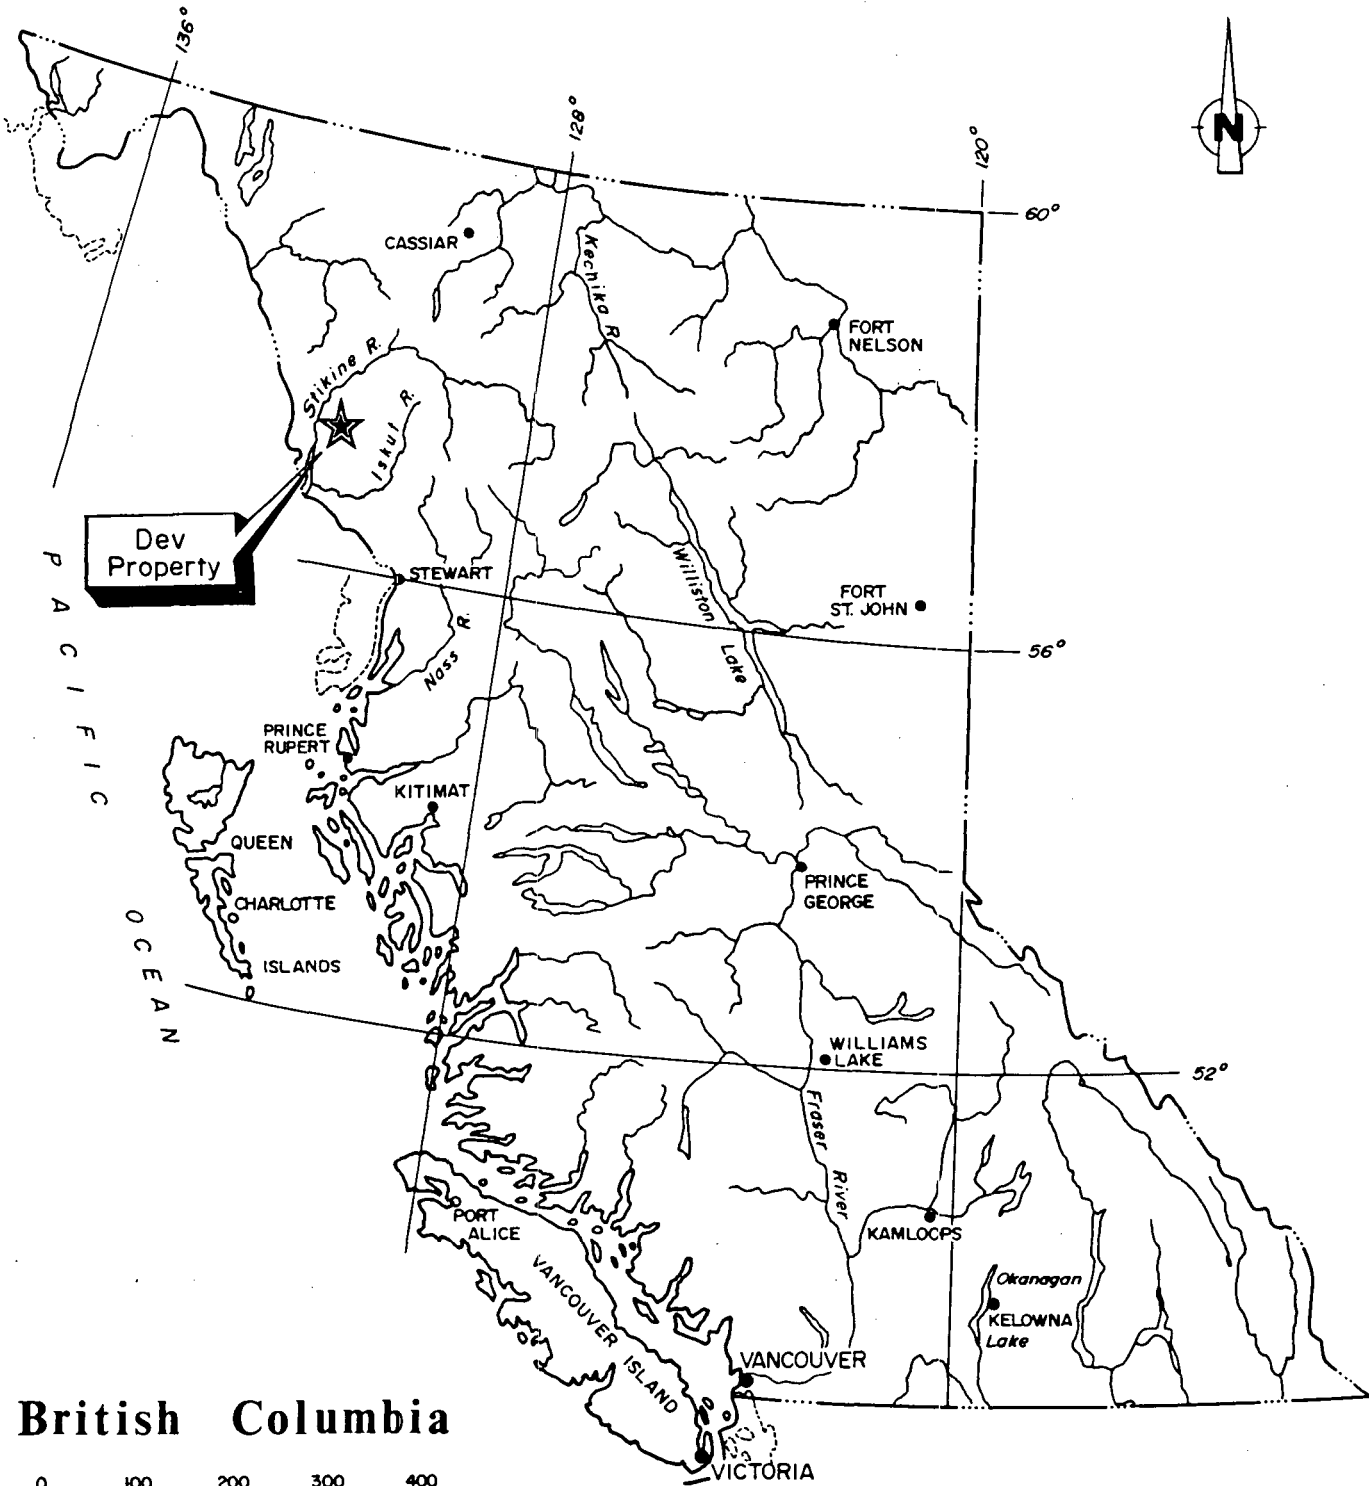 136°
128°
120°
N
60°
CASSIAR
Kechika R.
FORT
NELSON
Stikine R.
Iskut R.
Dev
Property
STEWART
Nass R.
Williston
Lake
FORT
ST. JOHN
56°
PACIFIC
OCEAN
PRINCE
RUPERT
KITIMAT
QUEEN
CHARLOTTE
ISLANDS
PRINCE
GEORGE
WILLIAMS
LAKE
52°
Fraser
River
PORT
ALICE
KAMLOOPS
VANCOUVER ISLAND
Okanagan
KELOWNA
Lake
VANCOUVER
VICTORIA
British Columbia
0 100 200 300 400